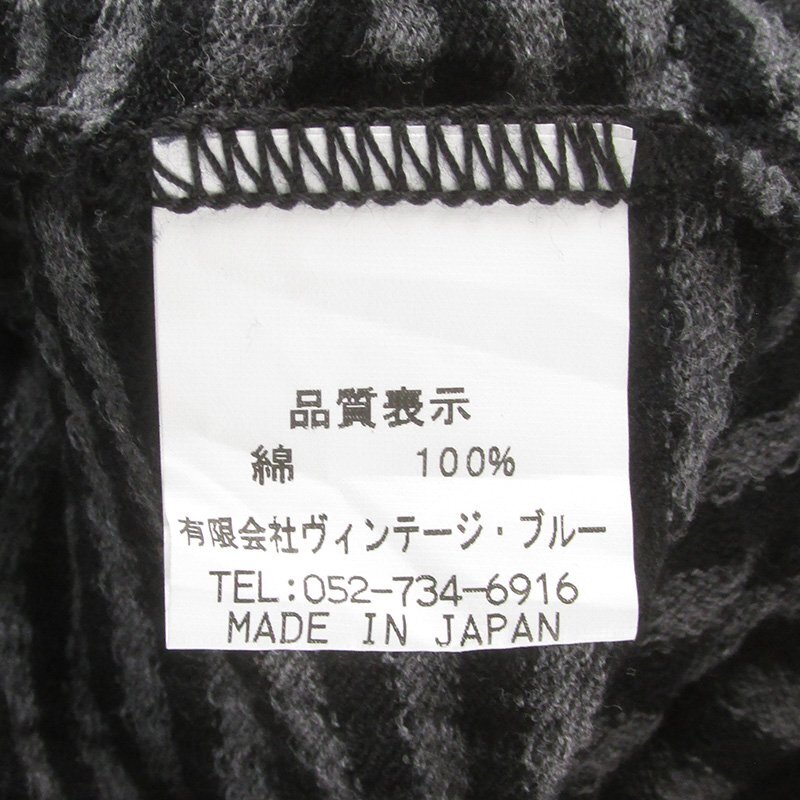 品質表示
綿 100%
有限会社ヴィンテージ・ブルー
TEL:052-734-6916
MADE IN JAPAN